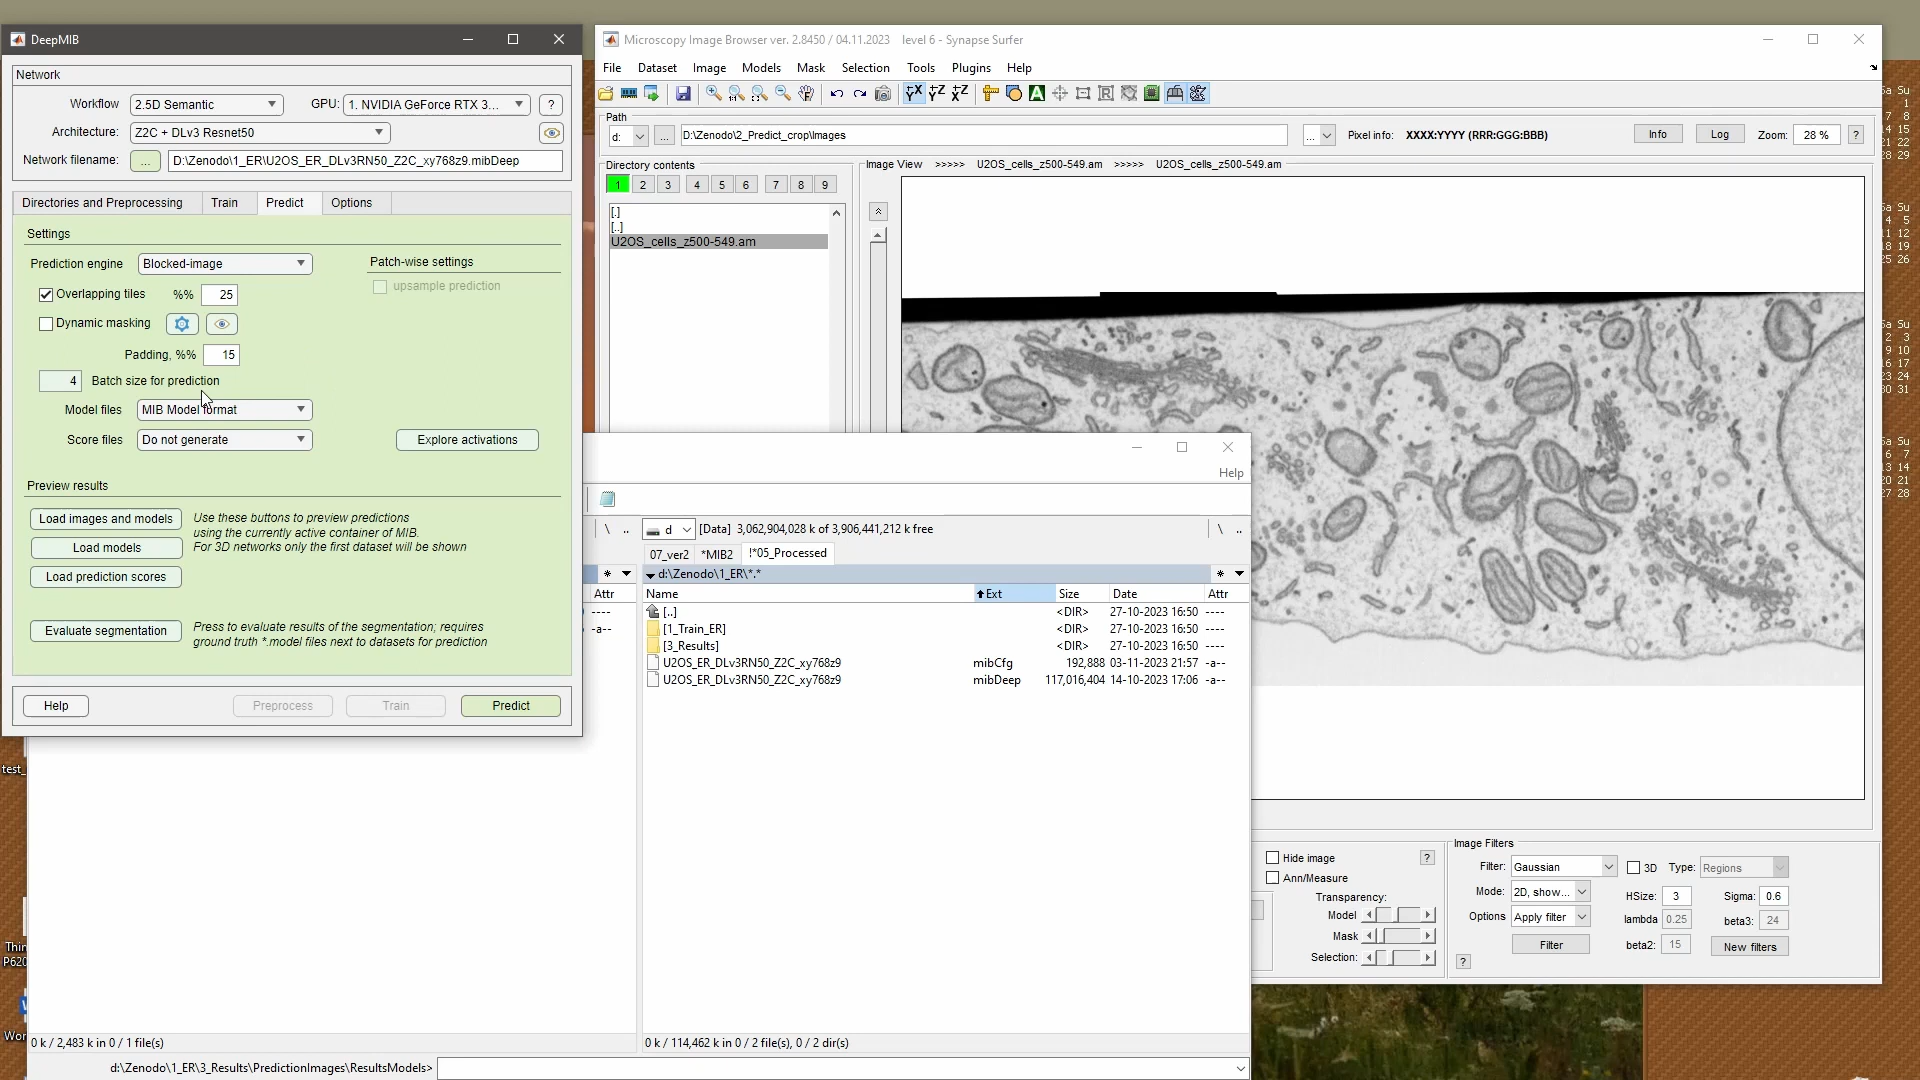 DeepMIB
Network
Workflow 2.5D Semantic GPU: 1. NVIDIA GeForce RTX 3... ?
Architecture: Z2C + DLv3 Resnet50
Network filename: ... D:\Zenodo\1_ER\U2OS_ER_DLv3RN50_Z2C_xy768z9.mibDeep
Directories and Preprocessing Train Predict Options
Settings
Prediction engine Blocked-image Patch-wise settings
Overlapping tiles %% 25 upsample prediction
Dynamic masking
Padding, %% 15
4 Batch size for prediction
Model files MIB Model format
Score files Do not generate Explore activations
Preview results
Load images and models Use these buttons to preview predictions
using the currently active container of MIB.
Load models For 3D networks only the first dataset will be shown
Load prediction scores
Evaluate segmentation Press to evaluate results of the segmentation; requires
ground truth *.model files next to datasets for prediction
Help Preprocess Train Predict
Microscopy Image Browser ver. 2.8450 / 04.11.2023 level 6 - Synapse Surfer
File Dataset Image Models Mask Selection Tools Plugins Help
Path
d: ... D:\Zenodo\2_Predict_crop\Images ... Pixel info: XXXX:YYYY (RRR:GGG:BBB) Info Log Zoom: 28 % ?
Directory contents Image View >>>>> U2OS_cells_z500-549.am >>>>> U2OS_cells_z500-549.am
1 2 3 4 5 6 7 8 9
[.]
[..]
U2OS_cells_z500-549.am
Help
\ .. d [Data] 3,062,904,028 k of 3,906,441,212 k free \ ..
07_ver2 *MIB2 !*05_Processed
* d:\Zenodo\1_ER\*.* *
Attr Name Ext Size Date Attr
---- [..] <DIR> 27-10-2023 16:50 ----
-a-- [1_Train_ER] <DIR> 27-10-2023 16:50 ----
[3_Results] <DIR> 27-10-2023 16:50 ----
U2OS_ER_DLv3RN50_Z2C_xy768z9 mibCfg 192,888 03-11-2023 21:57 -a--
U2OS_ER_DLv3RN50_Z2C_xy768z9 mibDeep 117,016,404 14-10-2023 17:06 -a--
0 k / 2,483 k in 0 / 1 file(s) 0 k / 114,462 k in 0 / 2 file(s), 0 / 2 dir(s)
d:\Zenodo\1_ER\3_Results\PredictionImages\ResultsModels>
Hide image ?
Ann/Measure
Transparency:
Model
Mask
Selection:
Image Filters
Filter: Gaussian 3D Type: Regions
Mode: 2D, show... HSize: 3 Sigma: 0.6
Options Apply filter lambda 0.25 beta3: 24
Filter beta2: 15 New filters
?
test_
Thin
P620
Wor